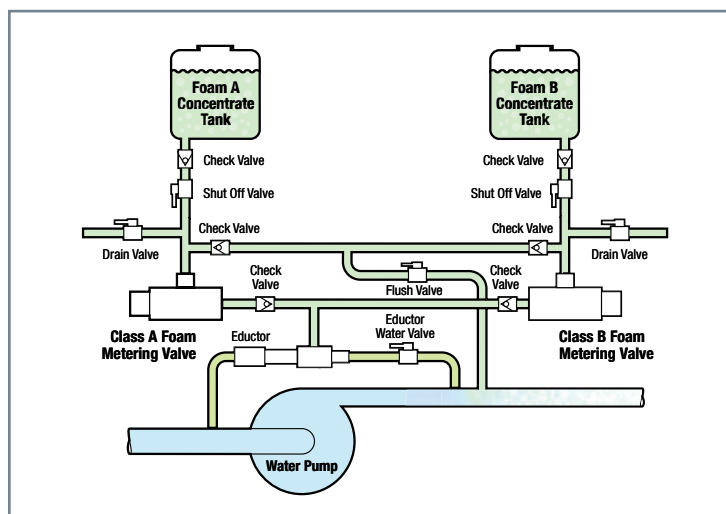 Foam A
Concentrate
Tank
Foam B
Concentrate
Tank
Check Valve
Check Valve
Shut Off Valve
Shut Off Valve
Check Valve
Check Valve
Drain Valve
Drain Valve
Check
Valve
Flush Valve
Check
Valve
Class A Foam
Metering Valve
Eductor
Eductor
Water Valve
Class B Foam
Metering Valve
Water Pump